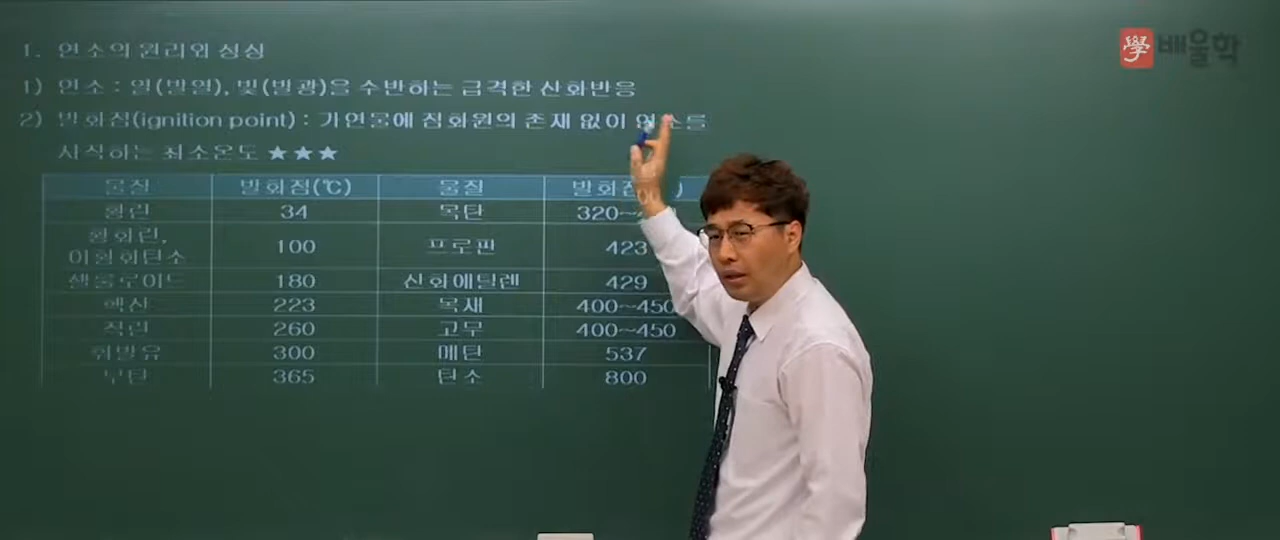 學 배울학
1. 연소의 원리와 성상
1) 연소 : 열(발열), 빛(발광)을 수반하는 급격한 산화반응
2) 발화점(ignition point) : 가연물에 점화원의 존재 없이 연소를
시작하는 최소온도 ★★★
물질 발화점(℃) 물질 발화
황린 34 목탄 320~
황화린, 이황화탄소 100 프로판 423
셀룰로이드 180 산화에틸렌 429
헥산 223 목재 400~450
적린 260 고무 400~450
휘발유 300 메탄 537
부탄 365 탄소 800